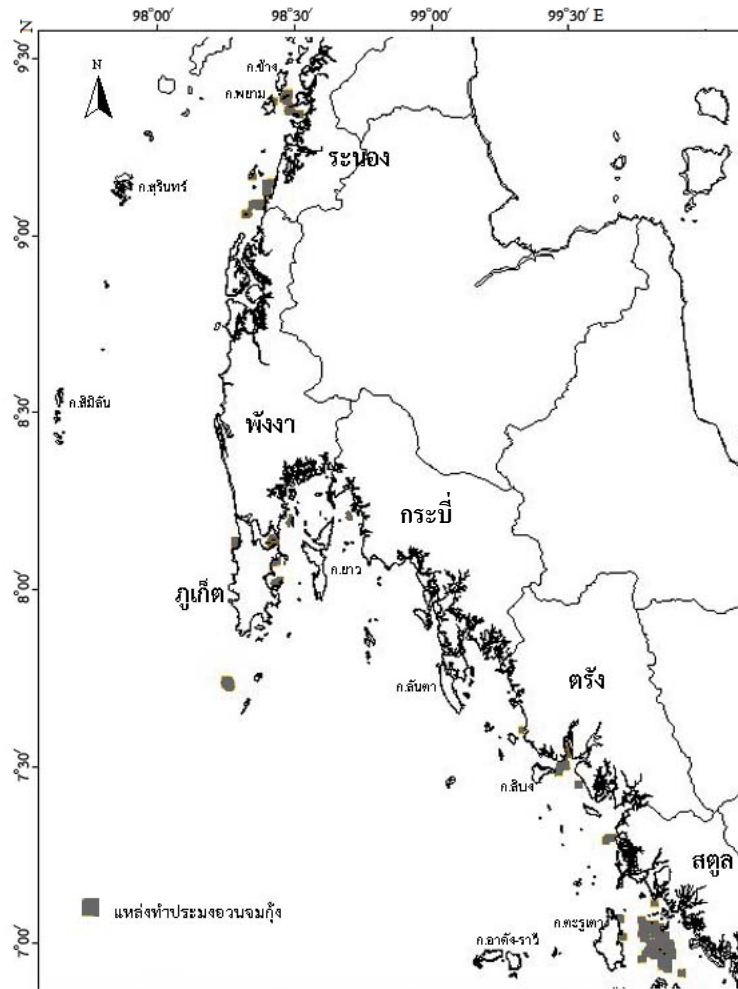 N
98°00′
98°30′
99°00′
99°30′ E
9°30′
9°00′
8°30′
8°00′
7°30′
7°00′
N
ก.ช้าง
ก.พยาม
ระนอง
ก.สุรินทร์
ก.สิมิลัน
พังงา
กระบี่
ก.ยาว
ภูเก็ต
ก.ลันตา
ตรัง
ก.ลิบง
สตูล
แหล่งทำประมงอวนจมกุ้ง
ก.ตะรุเตา
ก.อาดัง-ราวี